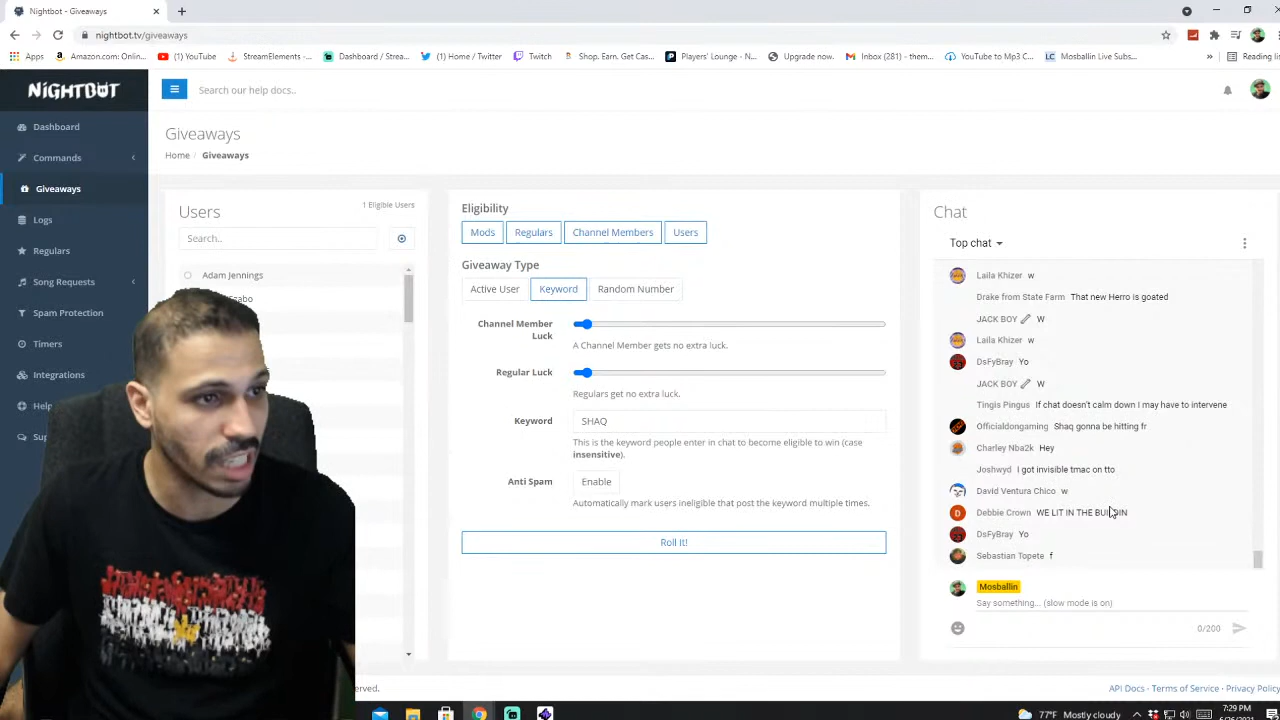 Nightbot - Giveaways
nightbot.tv/giveaways
Apps
Amazon.com: Onlin...
(1) YouTube
StreamElements -...
Dashboard / Strea...
(1) Home / Twitter
Twitch
Shop. Earn. Get Cas...
Players' Lounge - N...
Upgrade now.
Inbox (281) - them...
YouTube to Mp3 C...
Mosballin Live Subs...
»
Reading lis
NIGHTBOT
Search our help docs..
Dashboard
Commands
Giveaways
Logs
Regulars
Song Requests
Spam Protection
Timers
Integrations
Help
Sup
Giveaways
Home / Giveaways
Users
1 Eligible Users
Search..
Adam Jennings
Eligibility
Mods
Regulars
Channel Members
Users
Giveaway Type
Active User
Keyword
Random Number
Channel Member
Luck
A Channel Member gets no extra luck.
Regular Luck
Regulars get no extra luck.
Keyword
SHAQ
This is the keyword people enter in chat to become eligible to win (case
insensitive).
Anti Spam
Enable
Automatically mark users ineligible that post the keyword multiple times.
Roll It!
Chat
Top chat
Laila Khizer w
Drake from State Farm That new Herro is goated
JACK BOY W
Laila Khizer w
DsFyBray Yo
JACK BOY W
Tingis Pingus If chat doesn't calm down I may have to intervene
Officialdongaming Shaq gonna be hitting fr
Charley Nba2k Hey
Joshwyd I got invisible tmac on tto
David Ventura Chico w
D
Debbie Crown WE LIT IN THE BUILDIN
DsFyBray Yo
Sebastian Topete f
Mosballin
Say something... (slow mode is on)
0/200
rved.
API Docs - Terms of Service - Privacy Policy
77°F Mostly cloudy
7:29 PM